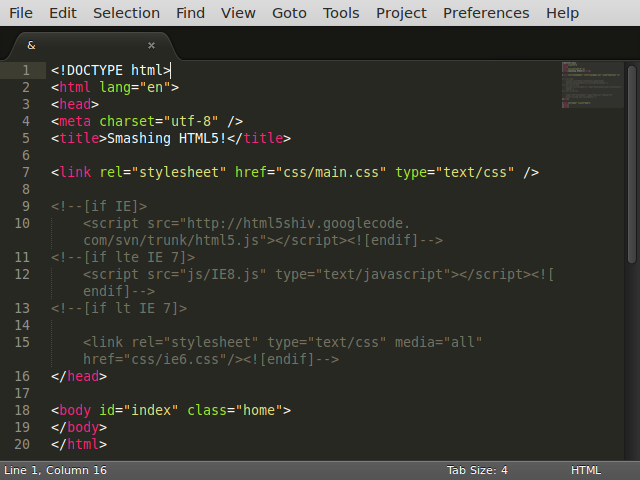 File Edit Selection Find View Goto Tools Project Preferences Help
& ×
1 <!DOCTYPE html>
2 <html lang="en">
3 <head>
4 <meta charset="utf-8" />
5 <title>Smashing HTML5!</title>
6
7 <link rel="stylesheet" href="css/main.css" type="text/css" />
8
9 <!--[if IE]>
10 <script src="http://html5shiv.googlecode.
com/svn/trunk/html5.js"></script><![endif]-->
11 <!--[if lte IE 7]>
12 <script src="js/IE8.js" type="text/javascript"></script><![
endif]-->
13 <!--[if lt IE 7]>
14
15 <link rel="stylesheet" type="text/css" media="all"
href="css/ie6.css"/><![endif]-->
16 </head>
17
18 <body id="index" class="home">
19 </body>
20 </html>
Line 1, Column 16 Tab Size: 4 HTML